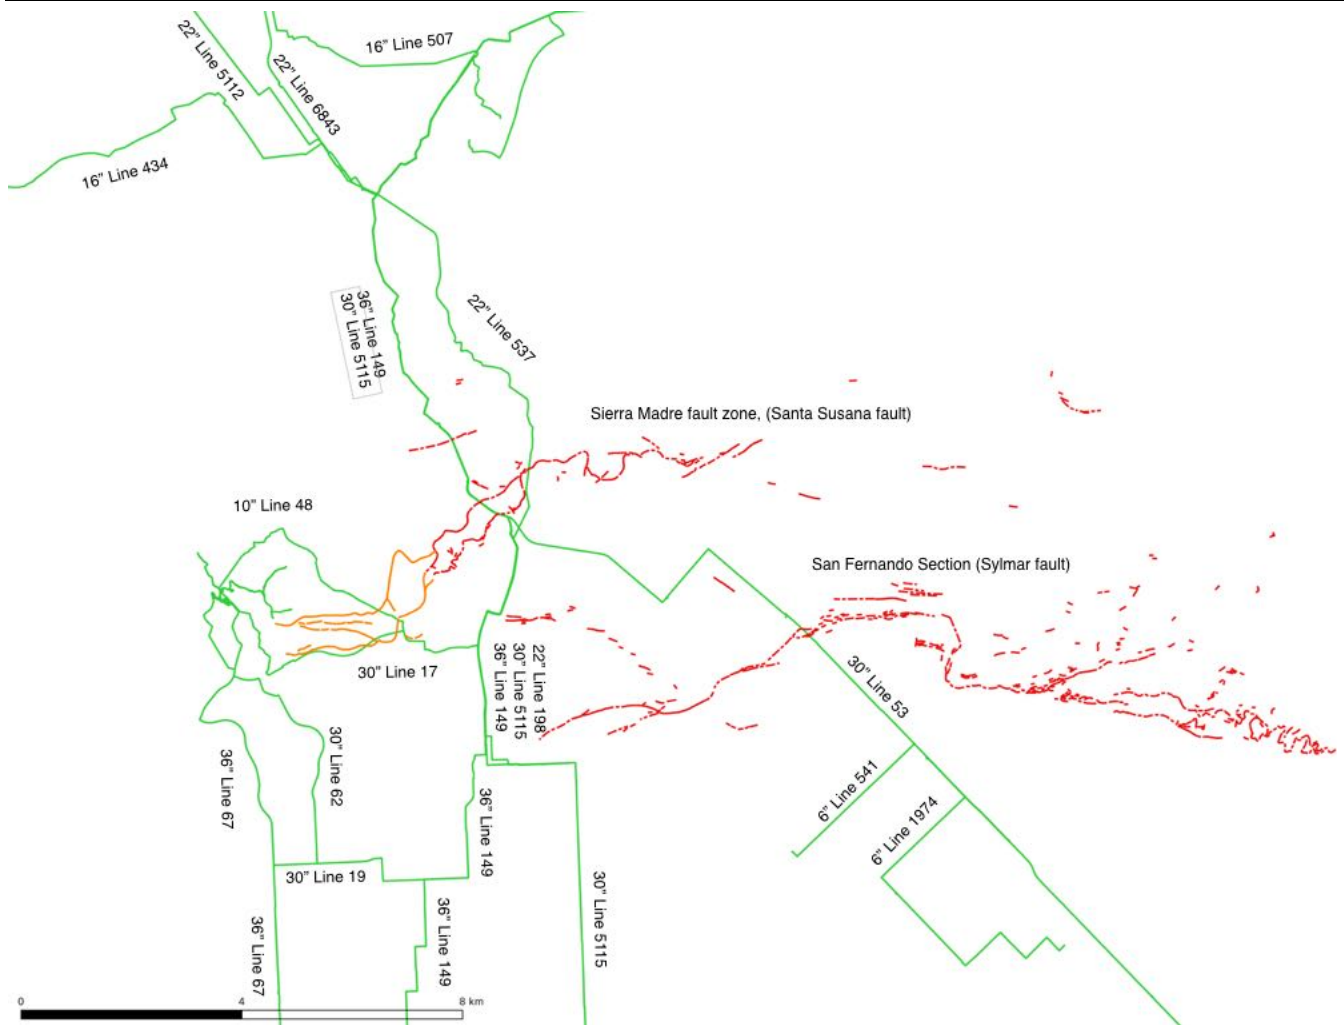 16” Line 507
22” Line 5112
22” Line 6843
16” Line 434
36” Line 149
30” Line 5115
22” Line 537
Sierra Madre fault zone, (Santa Susana fault)
10” Line 48
San Fernando Section (Sylmar fault)
30” Line 17
22” Line 198
30” Line 5115
36” Line 149
30” Line 53
36” Line 67
30” Line 62
6” Line 541
6” Line 1974
36” Line 149
30” Line 19
36” Line 67
36” Line 149
30” Line 5115
0 4 8 km